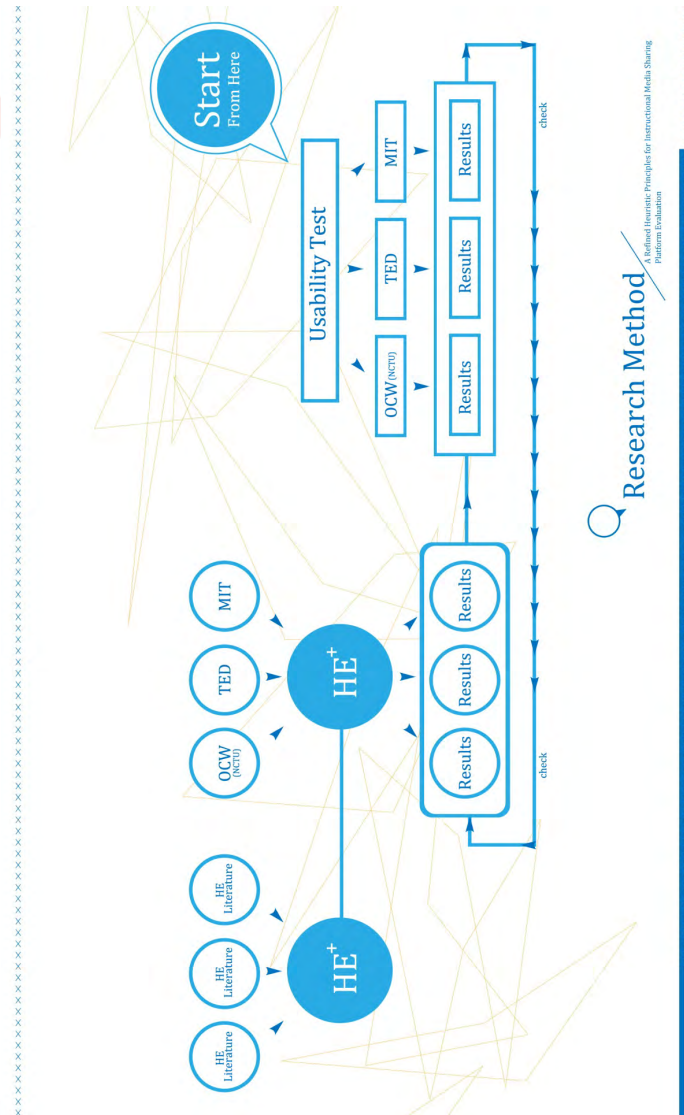 HE
Literature
HE
Literature
HE
Literature
OCW
(NCTU)
TED
MIT
Start
From Here
HE+
HE+
Usability Test
OCW(NCTU)
TED
MIT
Results
Results
Results
Results
Results
Results
check
check
Research Method
A Refined Heuristic Principles for Instructional Media Sharing
Platform Evaluation